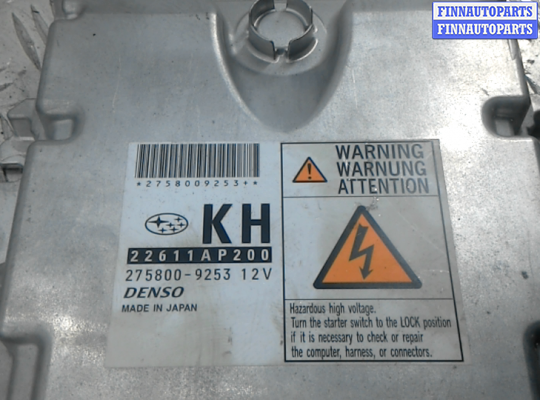 FINNAUTOPARTS
FINNAUTOPARTS
*2758009253+*
KH
22611AP200
275800-9253 12V
DENSO
MADE IN JAPAN
WARNING
WARNUNG
ATTENTION
Hazardous high voltage.
Turn the starter switch to the LOCK position
if it is necessary to check or repair
the computer, harness, or connectors.